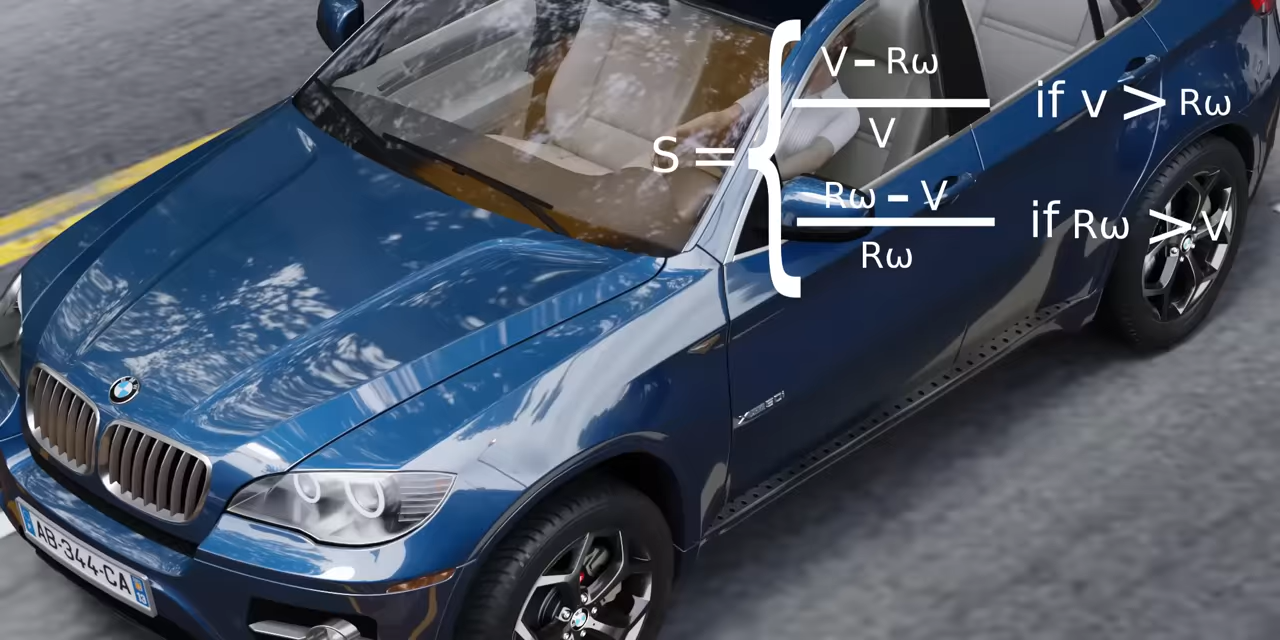 V - Rω
if v > Rω
V
S =
Rω - V
if Rω > V
Rω
AB-344-CA